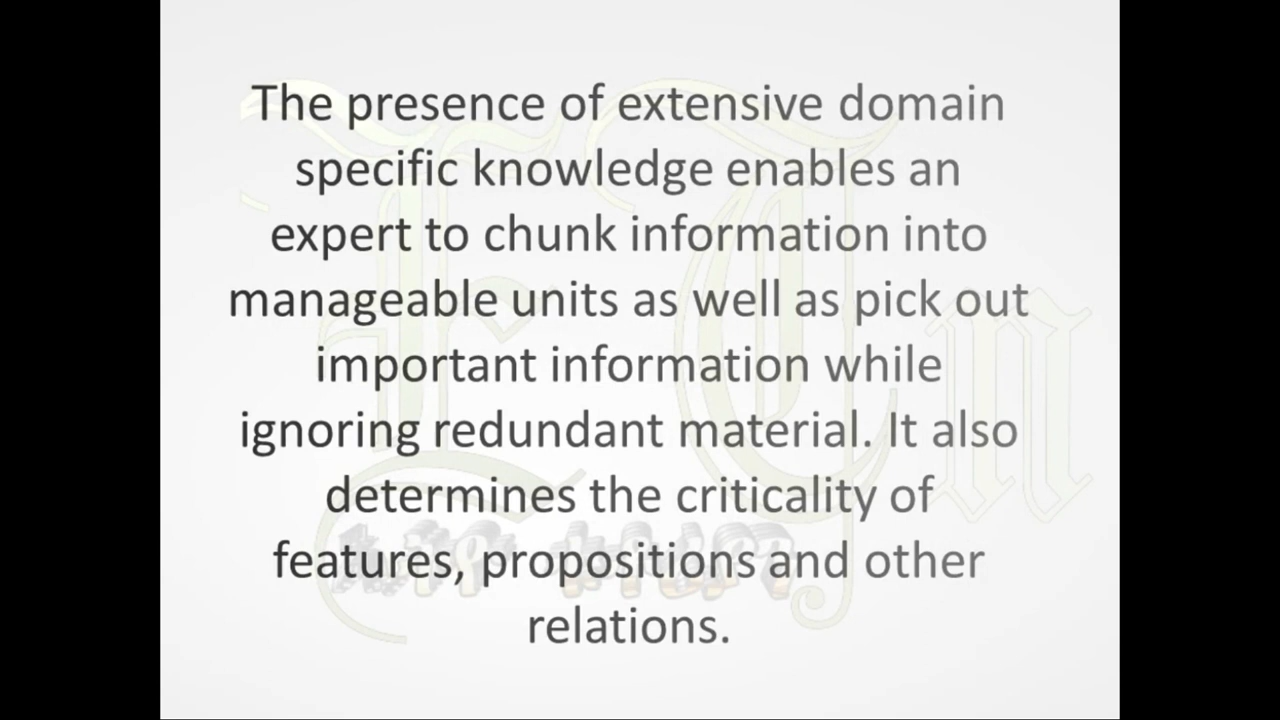 The presence of extensive domain
specific knowledge enables an
expert to chunk information into
manageable units as well as pick out
important information while
ignoring redundant material. It also
determines the criticality of
features, propositions and other
relations.